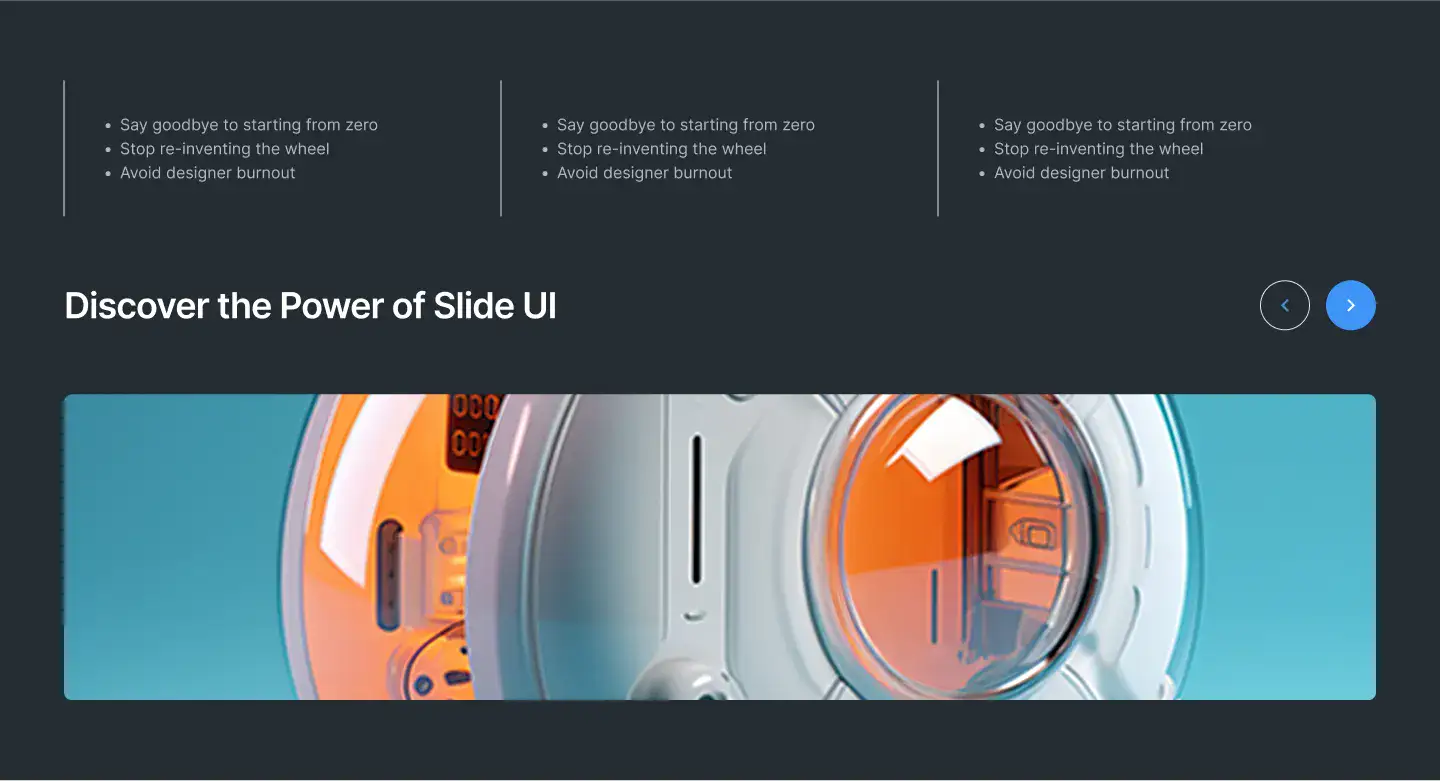 Say goodbye to starting from zero
Stop re-inventing the wheel
Avoid designer burnout
Say goodbye to starting from zero
Stop re-inventing the wheel
Avoid designer burnout
Say goodbye to starting from zero
Stop re-inventing the wheel
Avoid designer burnout
Discover the Power of Slide UI